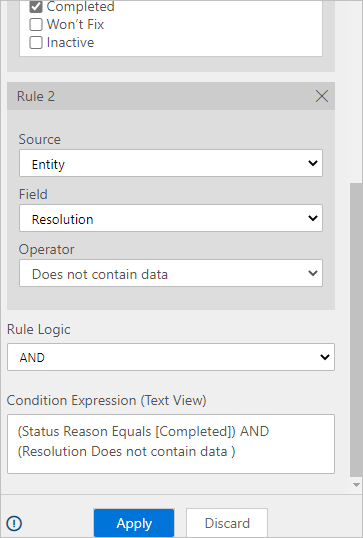 Completed
Won't Fix
Inactive
Rule 2
Source
Entity
Field
Resolution
Operator
Does not contain data
Rule Logic
AND
Condition Expression (Text View)
(Status Reason Equals [Completed]) AND
(Resolution Does not contain data )
Apply Discard